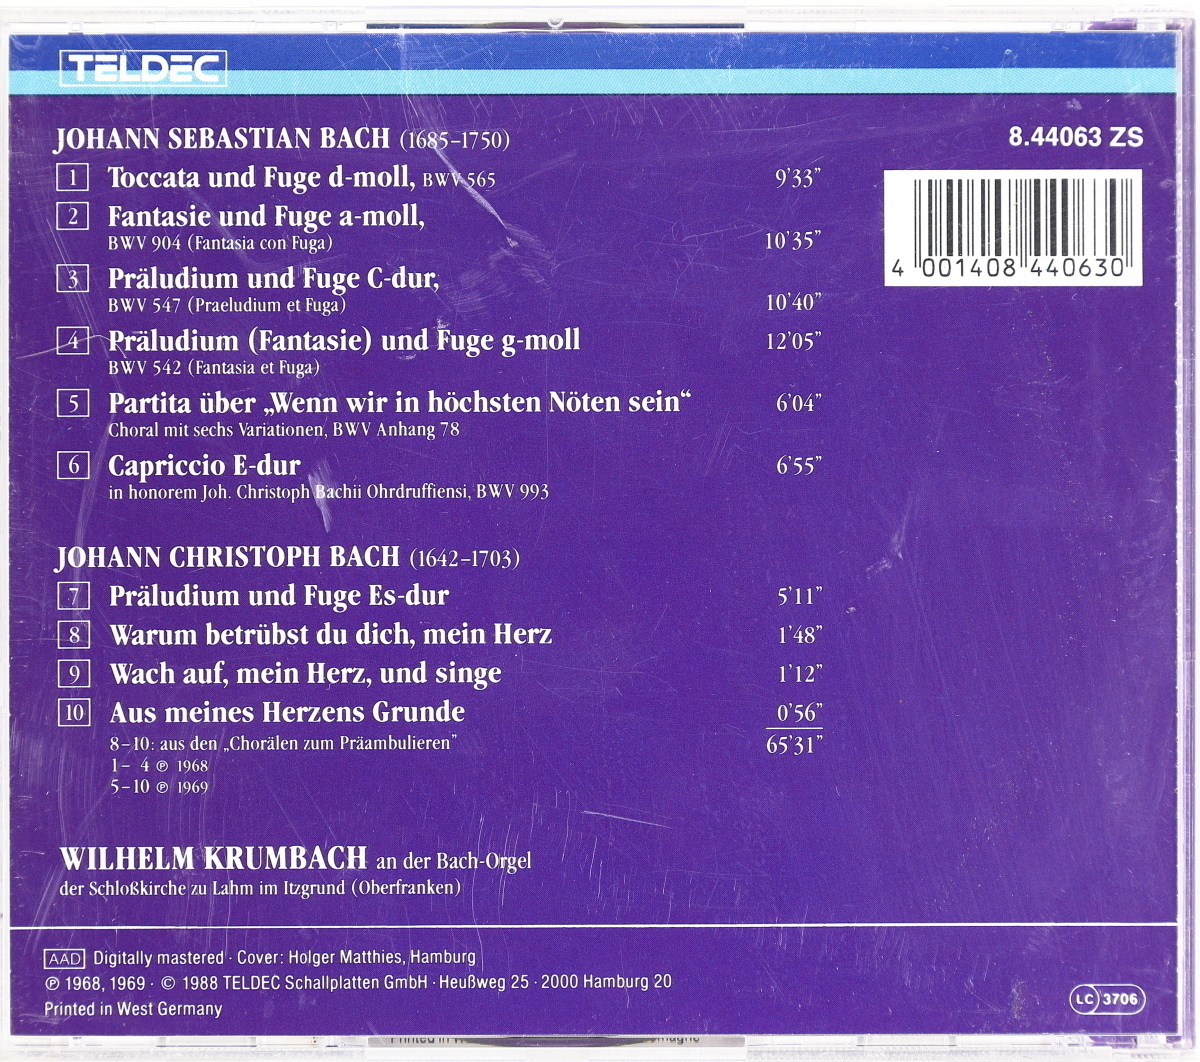 TELDEC
JOHANN SEBASTIAN BACH (1685–1750)
8.44063 ZS
1 Toccata und Fuge d-moll, BWV 565 9’33”
2 Fantasie und Fuge a-moll,
BWV 904 (Fantasia con Fuga) 10’35”
3 Präludium und Fuge C-dur,
BWV 547 (Praeludium et Fuga) 10’40”
4 Präludium (Fantasie) und Fuge g-moll 12’05”
BWV 542 (Fantasia et Fuga)
5 Partita über „Wenn wir in höchsten Nöten sein“ 6’04”
Choral mit sechs Variationen, BWV Anhang 78
6 Capriccio E-dur 6’55”
in honorem Joh. Christoph Bachii Ohrdruffiensi, BWV 993
4 001408 440630
JOHANN CHRISTOPH BACH (1642–1703)
7 Präludium und Fuge Es-dur 5’11”
8 Warum betrübst du dich, mein Herz 1’48”
9 Wach auf, mein Herz, und singe 1’12”
10 Aus meines Herzens Grunde 0’56”
8–10: aus den „Chorälen zum Präambulieren” 65’31”
1– 4 ℗ 1968
5–10 ℗ 1969
WILHELM KRUMBACH an der Bach-Orgel
der Schloßkirche zu Lahm im Itzgrund (Oberfranken)
AAD Digitally mastered · Cover: Holger Matthies, Hamburg
℗ 1968, 1969 · © 1988 TELDEC Schallplatten GmbH · Heußweg 25 · 2000 Hamburg 20
Printed in West Germany
LC 3706